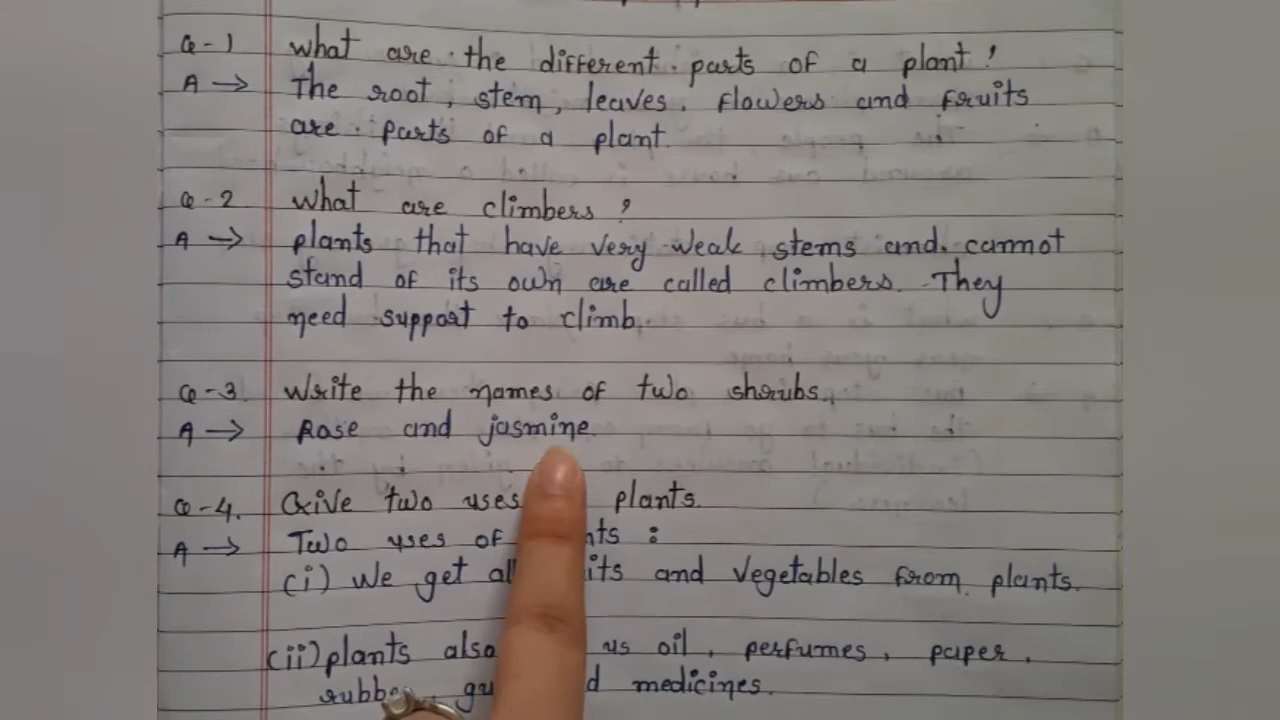 Q-1 What are the different parts of a plant?
A → The root, stem, leaves, flowers and fruits
are parts of a plant.
Q-2 What are climbers?
A → plants that have very weak stems and cannot
stand of its own are called climbers. They
need support to climb.
Q-3 Write the names of two shrubs.
A → Rose and jasmine.
Q-4. Give two uses plants.
A → Two uses of :
(i) We get and vegetables from plants.
(ii) plants also us oil, perfumes, paper,
medicines.